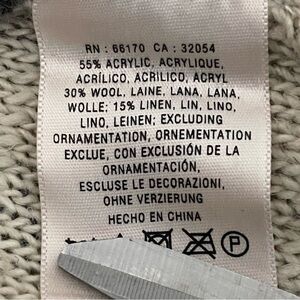 RN : 66170 CA : 32054
55% ACRYLIC, ACRYLIQUE,
ACRÍLICO, ACRILICO, ACRYL
30% WOOL, LAINE, LANA, LANA,
WOLLE; 15% LINEN, LIN, LINO,
LINO, LEINEN; EXCLUDING
ORNAMENTATION, ORNEMENTATION
EXCLUE, CON EXCLUSIÓN DE LA
ORNAMENTACIÓN,
ESCLUSE LE DECORAZIONI,
OHNE VERZIERUNG
HECHO EN CHINA
P